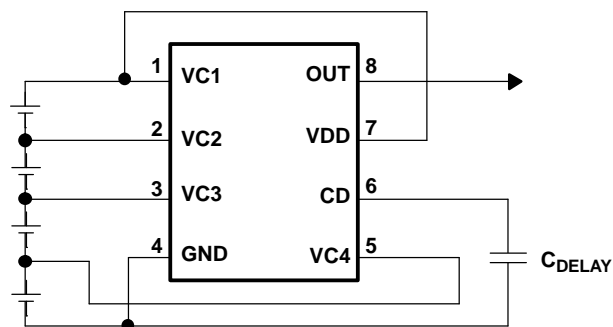 1 VC1 OUT 8
2 VC2 VDD 7
3 VC3 CD 6
4 GND VC4 5
CDELAY